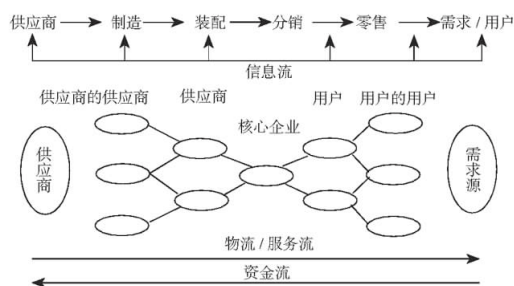 供应商 制造 装配 分销 零售 需求/用户
信息流
供应商的供应商 供应商 用户 用户的用户
核心企业
供应商
需求源
物流/服务流
资金流